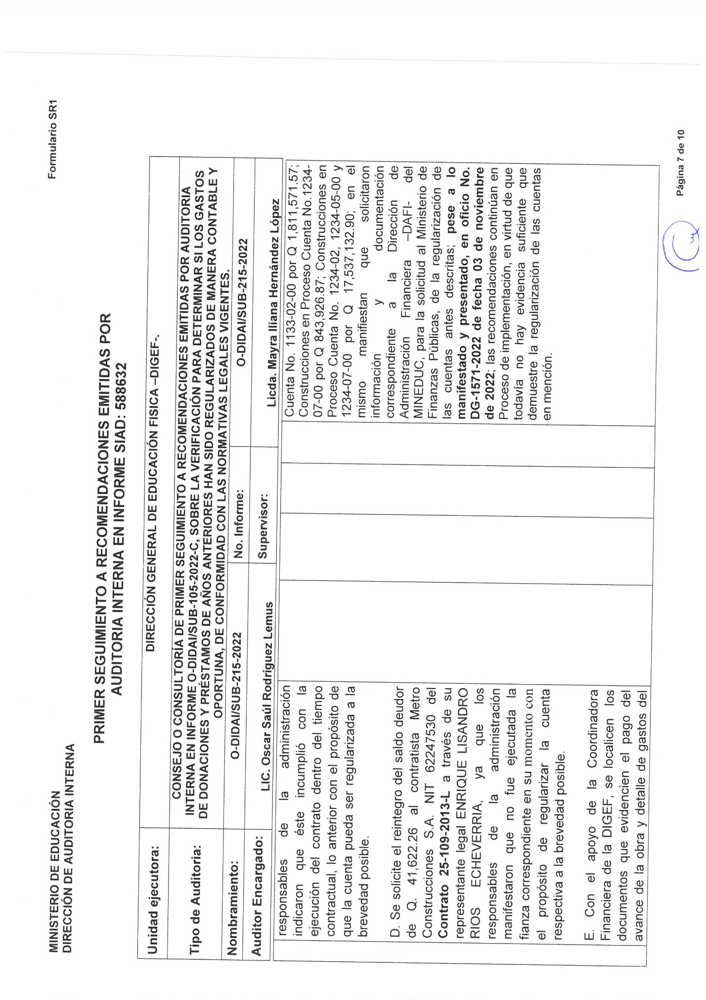 Formulario SR1
MINISTERIO DE EDUCACIÓN
DIRECCIÓN DE AUDITORIA INTERNA
PRIMER SEGUIMIENTO A RECOMENDACIONES EMITIDAS POR
AUDITORIA INTERNA EN INFORME SIAD: 588632
Unidad ejecutora:
DIRECCIÓN GENERAL DE EDUCACIÓN FISICA –DIGEF-.
Tipo de Auditoria:
CONSEJO O CONSULTORÍA DE PRIMER SEGUIMIENTO A RECOMENDACIONES EMITIDAS POR AUDITORIA
INTERNA EN INFORME O-DIDAI/SUB-105-2022-C, SOBRE LA VERIFICACIÓN PARA DETERMINAR SI LOS GASTOS
DE DONACIONES Y PRÉSTAMOS DE AÑOS ANTERIORES HAN SIDO REGULARIZADOS DE MANERA CONTABLE Y
OPORTUNA, DE CONFORMIDAD CON LAS NORMATIVAS LEGALES VIGENTES.
Nombramiento:
O-DIDAI/SUB-215-2022
No. Informe:
O-DIDAI/SUB-215-2022
Auditor Encargado:
LIC. Oscar Saúl Rodríguez Lemus
Supervisor:
Licda. Mayra Iliana Hernández López
responsables de la administración
indicaron que éste incumplió con la
ejecución del contrato dentro del tiempo
contractual, lo anterior con el propósito de
que la cuenta pueda ser regularizada a la
brevedad posible.
D. Se solicite el reintegro del saldo deudor
de Q. 41,622.26 al contratista Metro
Construcciones S.A. NIT 62247530 del
Contrato 25-109-2013-L a través de su
representante legal ENRIQUE LISANDRO
RIOS ECHEVERRIA, ya que los
responsables de la administración
manifestaron que no fue ejecutada la
fianza correspondiente en su momento con
el propósito de regularizar la cuenta
respectiva a la brevedad posible.
E. Con el apoyo de la Coordinadora
Financiera de la DIGEF, se localicen los
documentos que evidencien el pago del
avance de la obra y detalle de gastos del
Cuenta No. 1133-02-00 por Q 1,811,571.57;
Construcciones en Proceso Cuenta No.1234-
07-00 por Q 843,926.87; Construcciones en
Proceso Cuenta No. 1234-02, 1234-05-00 y
1234-07-00 por Q 17,537,132.90; en el
mismo manifiestan que solicitaron
información y documentación
correspondiente a la Dirección de
Administración Financiera –DAFI- del
MINEDUC, para la solicitud al Ministerio de
Finanzas Públicas, de la regularización de
las cuentas antes descritas; pese a lo
manifestado y presentado, en oficio No.
DG-1571-2022 de fecha 03 de noviembre
de 2022; las recomendaciones continúan en
Proceso de implementación, en virtud de que
todavía no hay evidencia suficiente que
demuestre la regularización de las cuentas
en mención.
Página 7 de 10